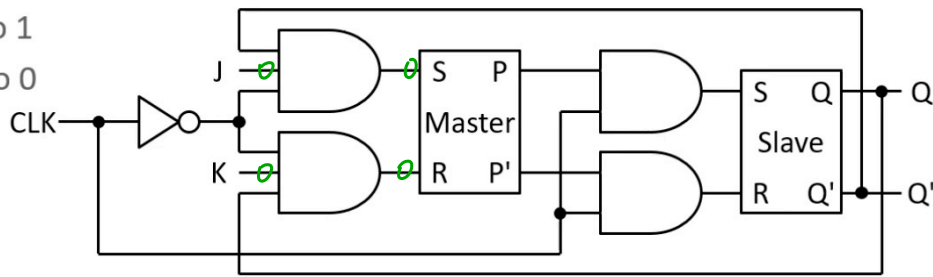 o 1
o 0
J 0 0 S P
CLK
Master
K 0 0 R P'
S Q Q
Slave
R Q' Q'